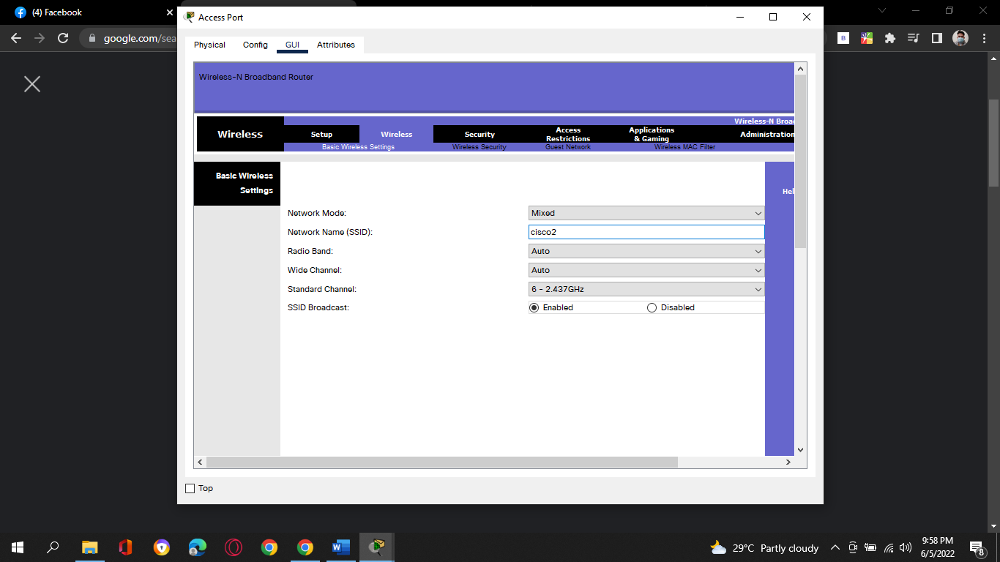 (4) Facebook
google.com/sea
Access Port
Physical Config GUI Attributes
Wireless-N Broadband Router
Wireless-N Broad
Wireless
Setup Wireless Security Access Restrictions Applications & Gaming Administration
Basic Wireless Settings Wireless Security Guest Network Wireless MAC Filter
Basic Wireless
Settings
Hel
Network Mode: Mixed
Network Name (SSID): cisco2
Radio Band: Auto
Wide Channel: Auto
Standard Channel: 6 - 2.437GHz
SSID Broadcast: Enabled Disabled
Top
29°C Partly cloudy
9:58 PM
6/5/2022
8